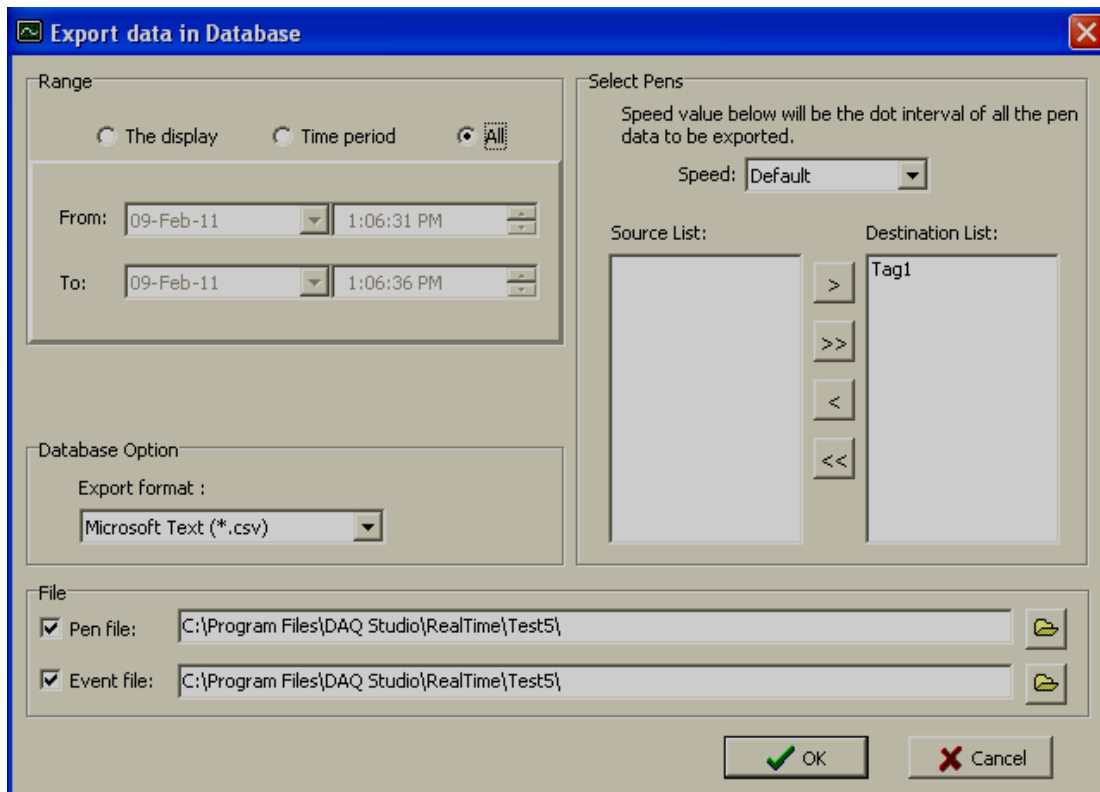 Export data in Database
Range
The display
Time period
All
From:
09-Feb-11
1:06:31 PM
To:
09-Feb-11
1:06:36 PM
Select Pens
Speed value below will be the dot interval of all the pen
data to be exported.
Speed:
Default
Source List:
Destination List:
Tag1
>
>>
<
<<
Database Option
Export format :
Microsoft Text (*.csv)
File
Pen file:
C:\Program Files\DAQ Studio\RealTime\Test5\
Event file:
C:\Program Files\DAQ Studio\RealTime\Test5\
OK
Cancel